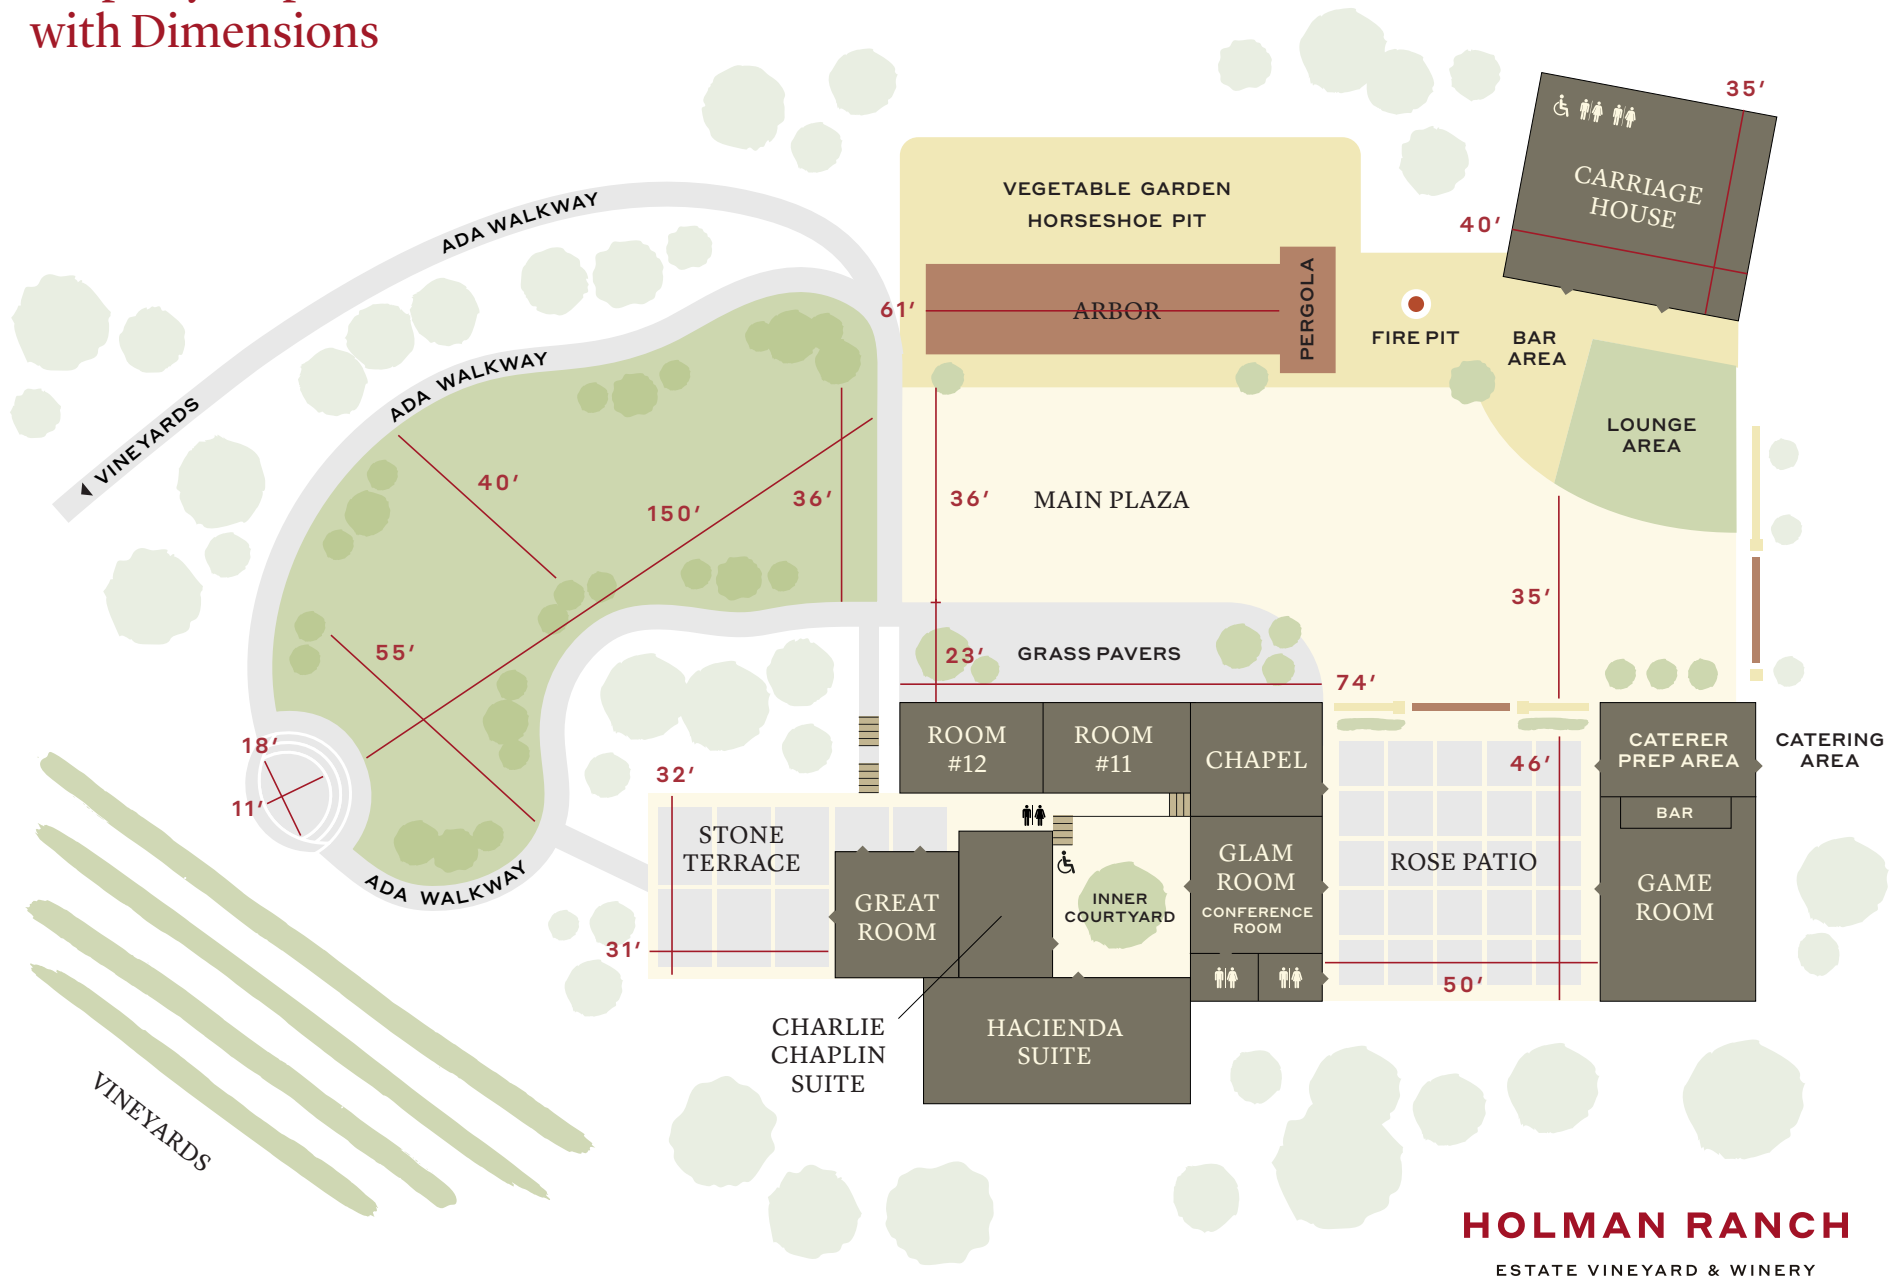 with Dimensions
35′
CARRIAGE
HOUSE
40′
VEGETABLE GARDEN
HORSESHOE PIT
ADA WALKWAY
PERGOLA
61′
ARBOR
FIRE PIT
BAR
AREA
ADA WALKWAY
VINEYARDS
LOUNGE
AREA
40′
150′
36′
36′
MAIN PLAZA
35′
55′
23′
GRASS PAVERS
74′
18′
11′
32′
ROOM
#12
ROOM
#11
CHAPEL
46′
CATERER
PREP AREA
CATERING
AREA
BAR
STONE
TERRACE
ADA WALKWAY
GREAT
ROOM
INNER
COURTYARD
GLAM
ROOM
CONFERENCE
ROOM
ROSE PATIO
GAME
ROOM
31′
50′
CHARLIE
CHAPLIN
SUITE
HACIENDA
SUITE
VINEYARDS
HOLMAN RANCH
ESTATE VINEYARD & WINERY